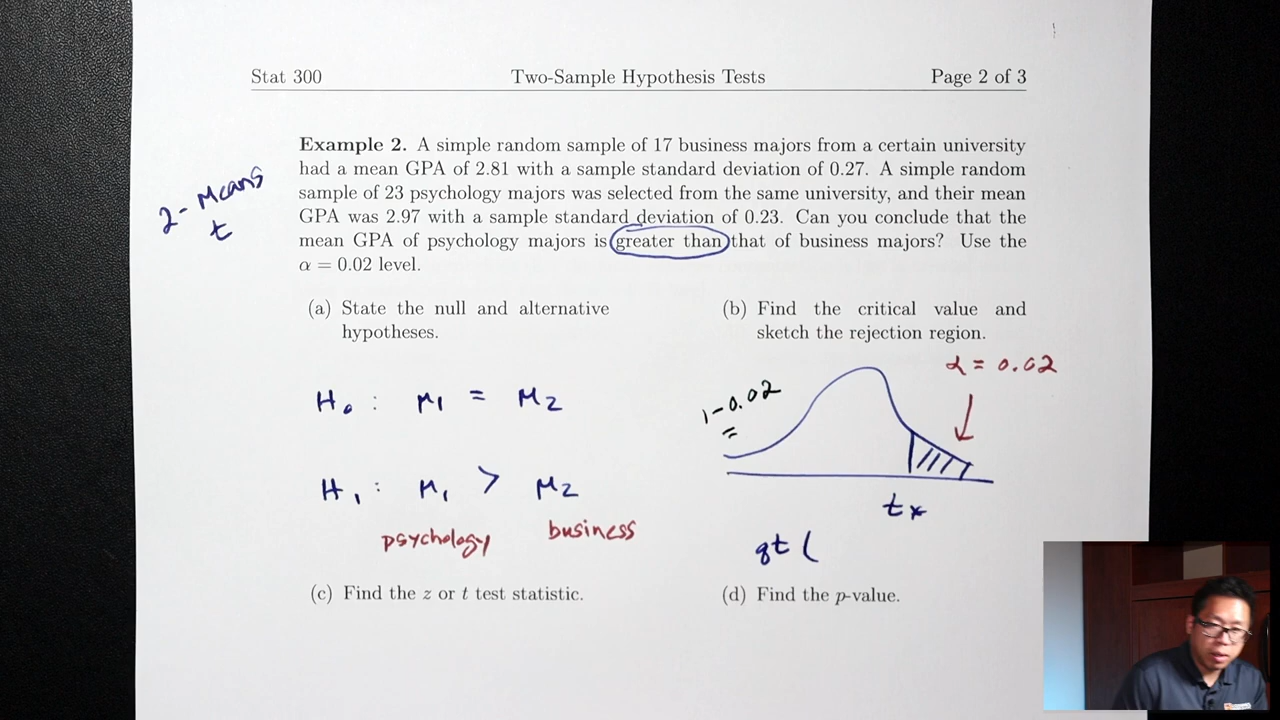 Stat 300 Two-Sample Hypothesis Tests Page 2 of 3
Example 2. A simple random sample of 17 business majors from a certain university
had a mean GPA of 2.81 with a sample standard deviation of 0.27. A simple random
sample of 23 psychology majors was selected from the same university, and their mean
GPA was 2.97 with a sample standard deviation of 0.23. Can you conclude that the
mean GPA of psychology majors is greater than that of business majors? Use the
α = 0.02 level.
2-Means
t
(a) State the null and alternative
hypotheses.
H₀ : μ₁ = μ₂
H₁ : μ₁ > μ₂
psychology business
(b) Find the critical value and
sketch the rejection region.
α = 0.02
1-0.02
=
t*
qt (
(c) Find the z or t test statistic.
(d) Find the p-value.